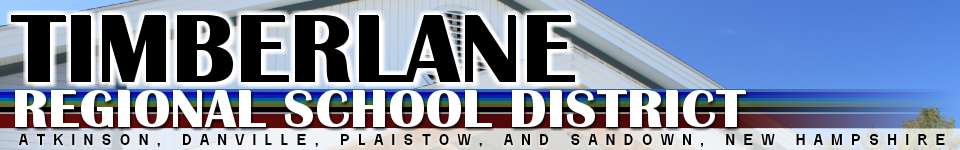 TIMBERLANE
REGIONAL SCHOOL DISTRICT
ATKINSON, DANVILLE, PLAISTOW, AND SANDOWN, NEW HAMPSHIRE